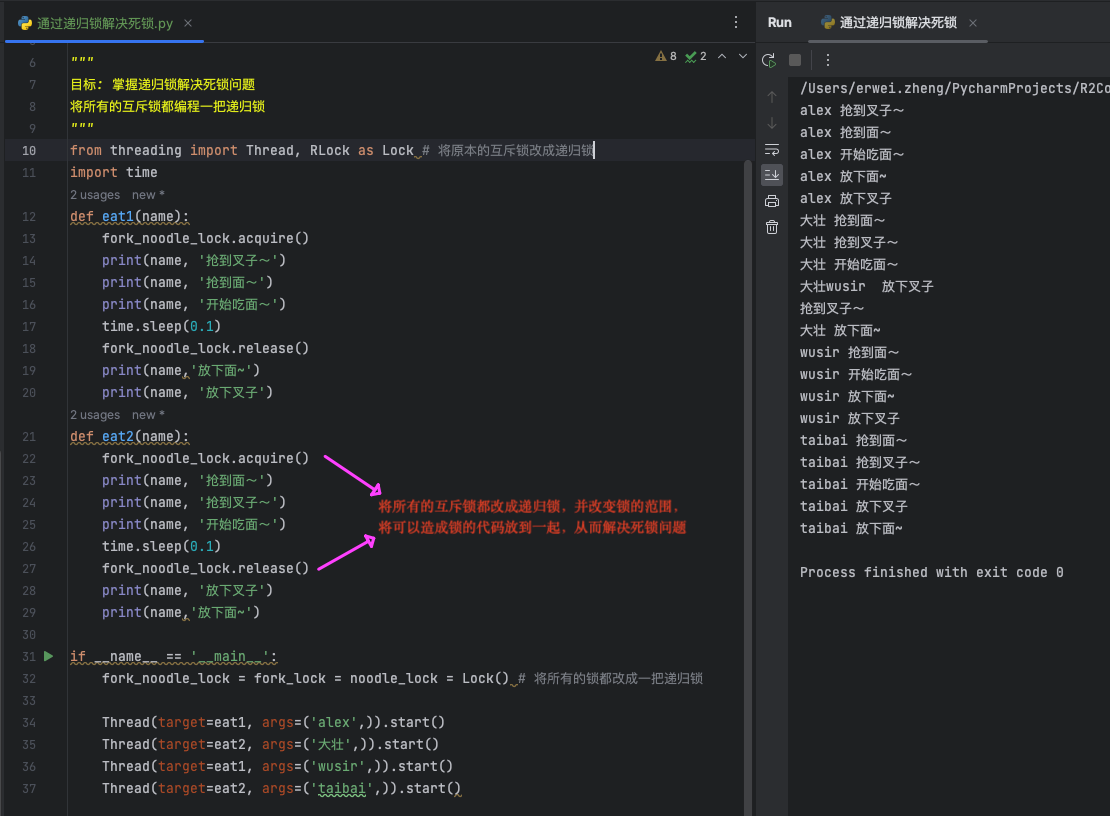 通过递归锁解决死锁.py
Run 通过递归锁解决死锁
8 2
6 """
7 目标: 掌握递归锁解决死锁问题
8 将所有的互斥锁都编程一把递归锁
9 """
10 from threading import Thread, RLock as Lock # 将原本的互斥锁改成递归锁
11 import time
2 usages new *
12 def eat1(name):
13 fork_noodle_lock.acquire()
14 print(name, '抢到叉子～')
15 print(name, '抢到面～')
16 print(name, '开始吃面～')
17 time.sleep(0.1)
18 fork_noodle_lock.release()
19 print(name,'放下面~')
20 print(name, '放下叉子')
2 usages new *
21 def eat2(name):
22 fork_noodle_lock.acquire()
23 print(name, '抢到面～')
24 print(name, '抢到叉子～')
25 print(name, '开始吃面～')
26 time.sleep(0.1)
27 fork_noodle_lock.release()
28 print(name, '放下叉子')
29 print(name,'放下面~')
30
31 if __name__ == '__main__':
32 fork_noodle_lock = fork_lock = noodle_lock = Lock() # 将所有的锁都改成一把递归锁
33
34 Thread(target=eat1, args=('alex',)).start()
35 Thread(target=eat2, args=('大壮',)).start()
36 Thread(target=eat1, args=('wusir',)).start()
37 Thread(target=eat2, args=('taibai',)).start()
将所有的互斥锁都改成递归锁，并改变锁的范围，
将可以造成锁的代码放到一起，从而解决死锁问题
/Users/erwei.zheng/PycharmProjects/R2Co
alex 抢到叉子～
alex 抢到面～
alex 开始吃面～
alex 放下面~
alex 放下叉子
大壮 抢到面～
大壮 抢到叉子～
大壮 开始吃面～
大壮wusir  放下叉子
抢到叉子～
大壮 放下面~
wusir 抢到面～
wusir 开始吃面～
wusir 放下面~
wusir 放下叉子
taibai 抢到面～
taibai 抢到叉子～
taibai 开始吃面～
taibai 放下叉子
taibai 放下面~
Process finished with exit code 0